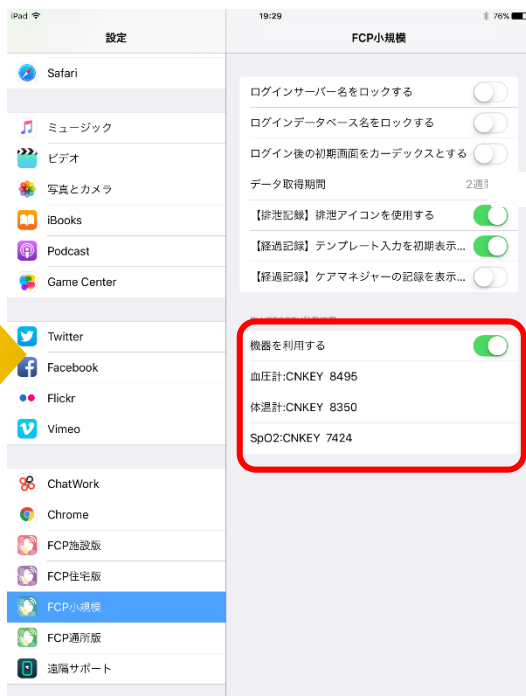 iPad 19:29 76%
設定
FCP小規模
Safari
ミュージック
ビデオ
写真とカメラ
iBooks
Podcast
Game Center
Twitter
Facebook
Flickr
Vimeo
ChatWork
Chrome
FCP施設版
FCP住宅版
FCP小規模
FCP通所版
遠隔サポート
ログインサーバー名をロックする
ログインデータベース名をロックする
ログイン後の初期画面をカーデックスとする
データ取得期間 2週
【排泄記録】排泄アイコンを使用する
【経過記録】テンプレート入力を初期表示...
【経過記録】ケアマネジャーの記録を表示...
機器を利用する
血圧計:CNKEY 8495
体温計:CNKEY 8350
SpO2:CNKEY 7424